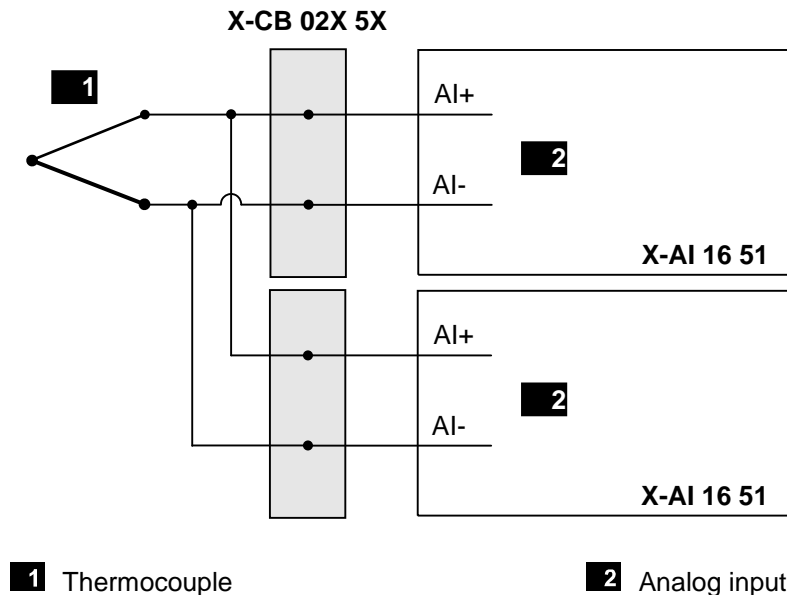 X-CB 02X 5X
1
AI+
2
AI-
X-AI 16 51
AI+
2
AI-
X-AI 16 51
1 Thermocouple
2 Analog input